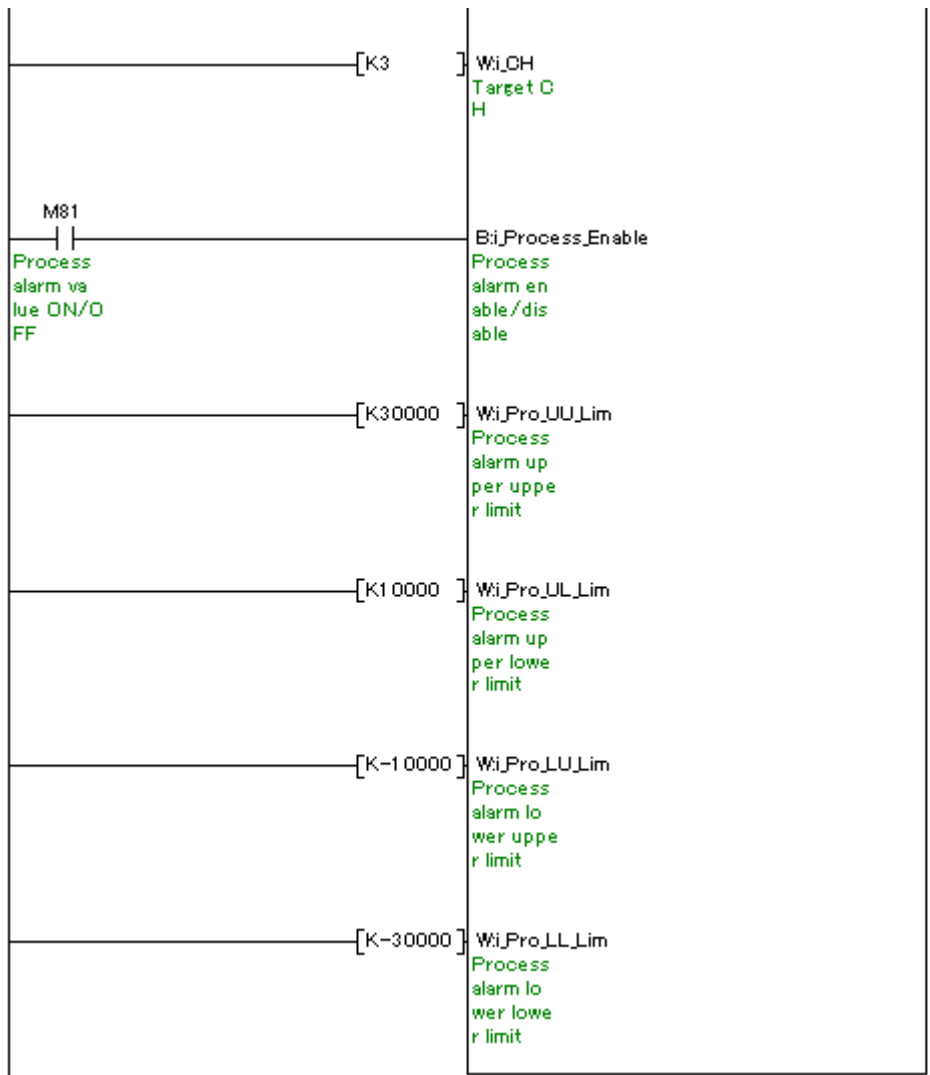 [K3 ] W:i_CH
Target C
H
M81
B:i_Process_Enable
Process
alarm va
lue ON/O
FF
Process
alarm en
able/dis
able
[K30000 ] W:i_Pro_UU_Lim
Process
alarm up
per uppe
r limit
[K10000 ] W:i_Pro_UL_Lim
Process
alarm up
per lowe
r limit
[K-10000 ] W:i_Pro_LU_Lim
Process
alarm lo
wer uppe
r limit
[K-30000 ] W:i_Pro_LL_Lim
Process
alarm lo
wer lowe
r limit